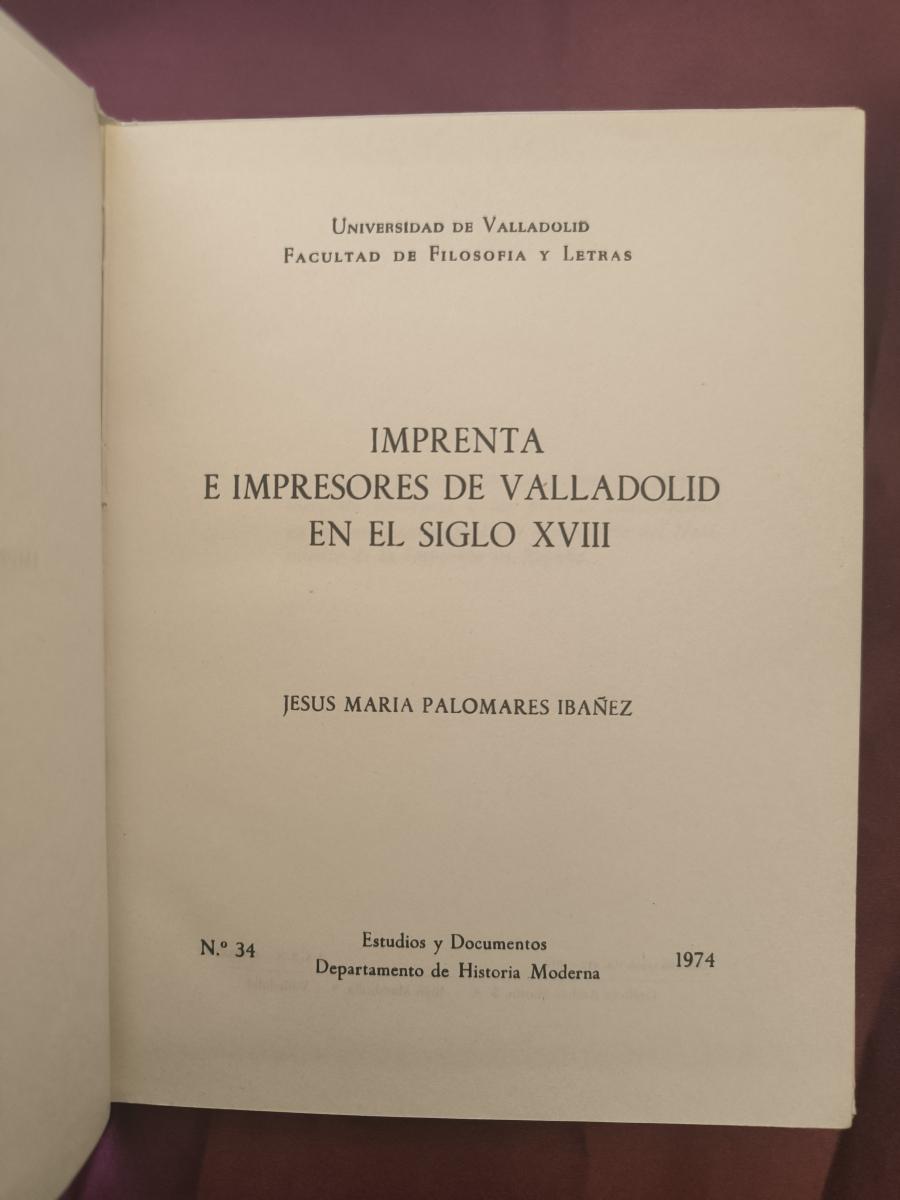 UNIVERSIDAD DE VALLADOLID
FACULTAD DE FILOSOFIA Y LETRAS
IMPRENTA
E IMPRESORES DE VALLADOLID
EN EL SIGLO XVIII
JESUS MARIA PALOMARES IBAÑEZ
N.º 34
Estudios y Documentos
Departamento de Historia Moderna
1974